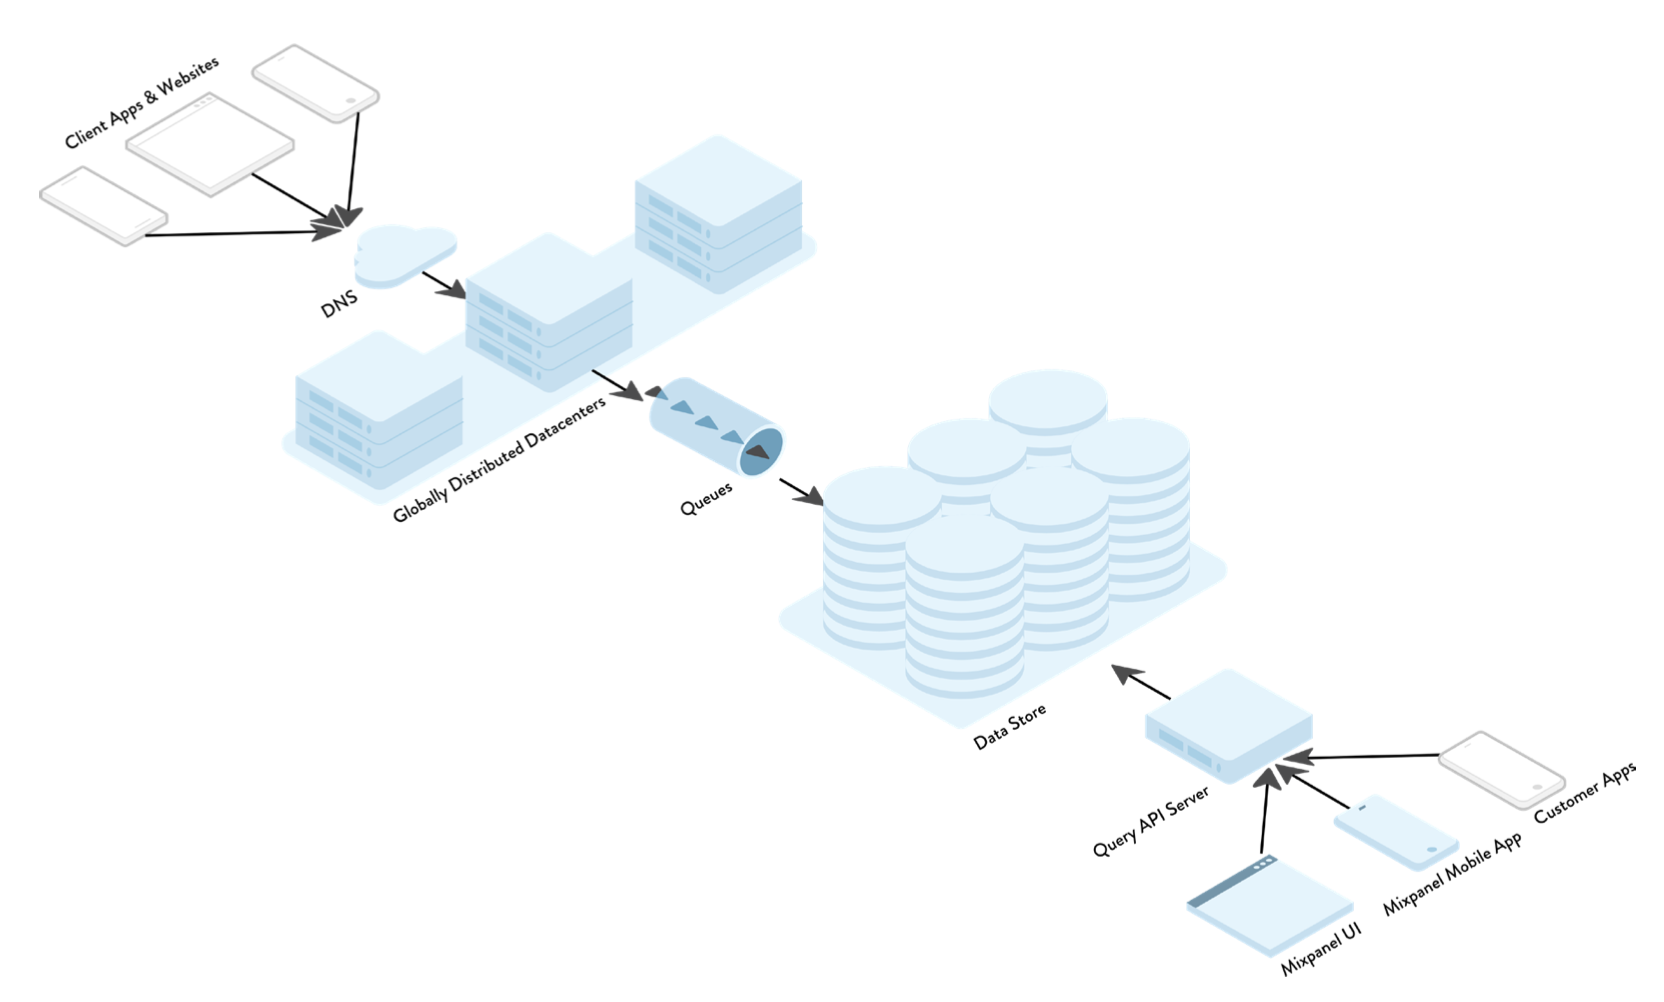 Client Apps & Websites
DNS
Globally Distributed Datacenters
Queues
Data Store
Query API Server
Customer Apps
Mixpanel Mobile App
Mixpanel UI